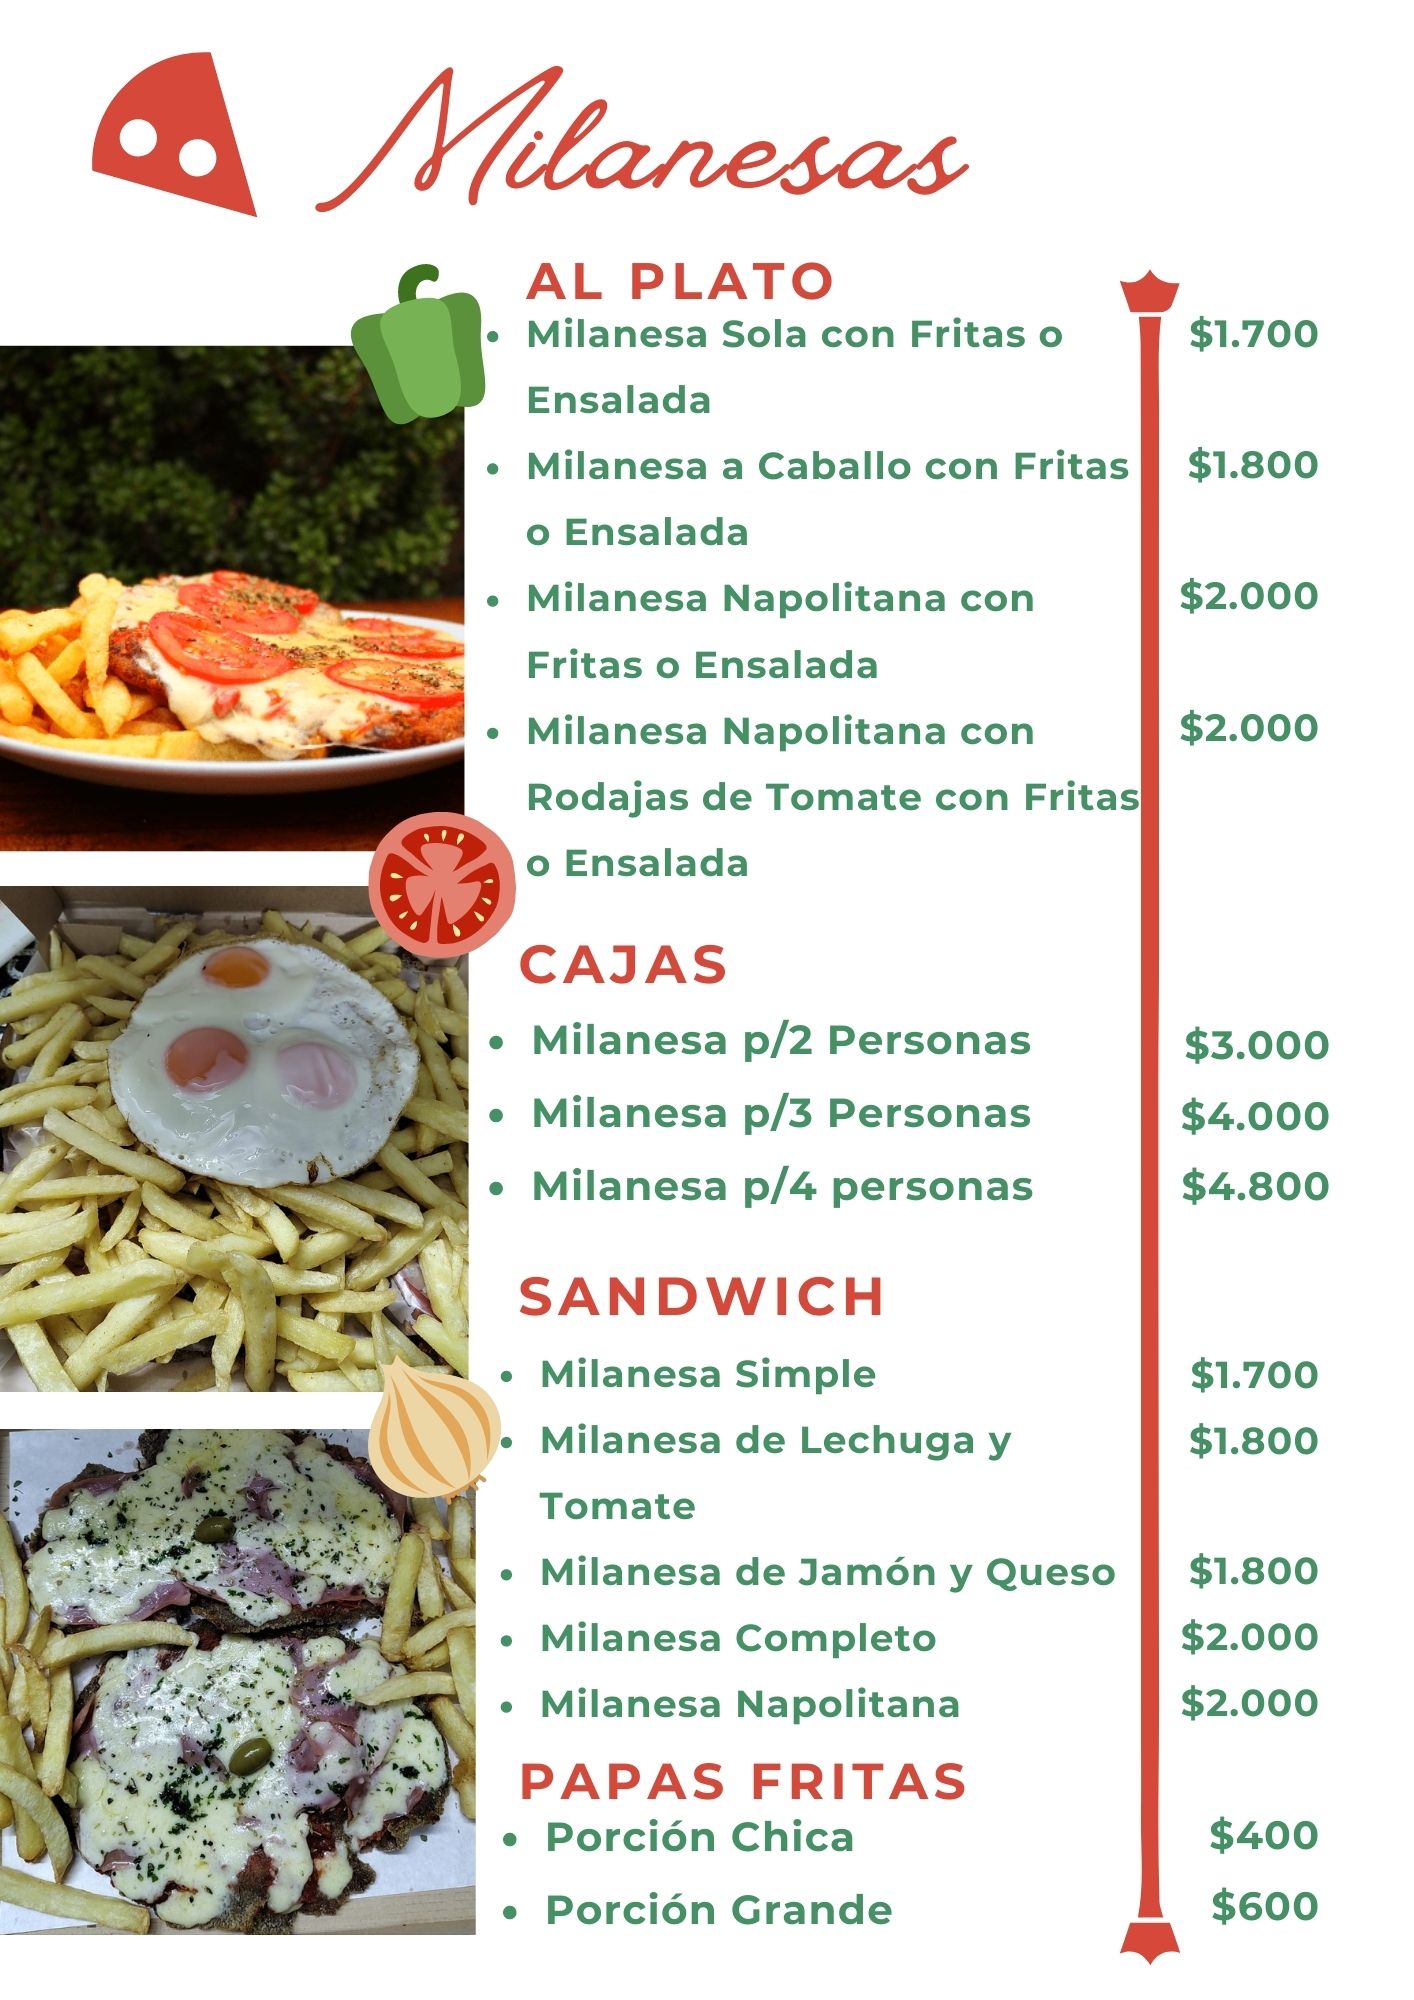 Milanesas
AL PLATO
Milanesa Sola con Fritas o $1.700
Ensalada
Milanesa a Caballo con Fritas $1.800
o Ensalada
Milanesa Napolitana con $2.000
Fritas o Ensalada
Milanesa Napolitana con $2.000
Rodajas de Tomate con Fritas
o Ensalada
CAJAS
Milanesa p/2 Personas $3.000
Milanesa p/3 Personas $4.000
Milanesa p/4 personas $4.800
SANDWICH
Milanesa Simple $1.700
Milanesa de Lechuga y $1.800
Tomate
Milanesa de Jamón y Queso $1.800
Milanesa Completo $2.000
Milanesa Napolitana $2.000
PAPAS FRITAS
Porción Chica $400
Porción Grande $600